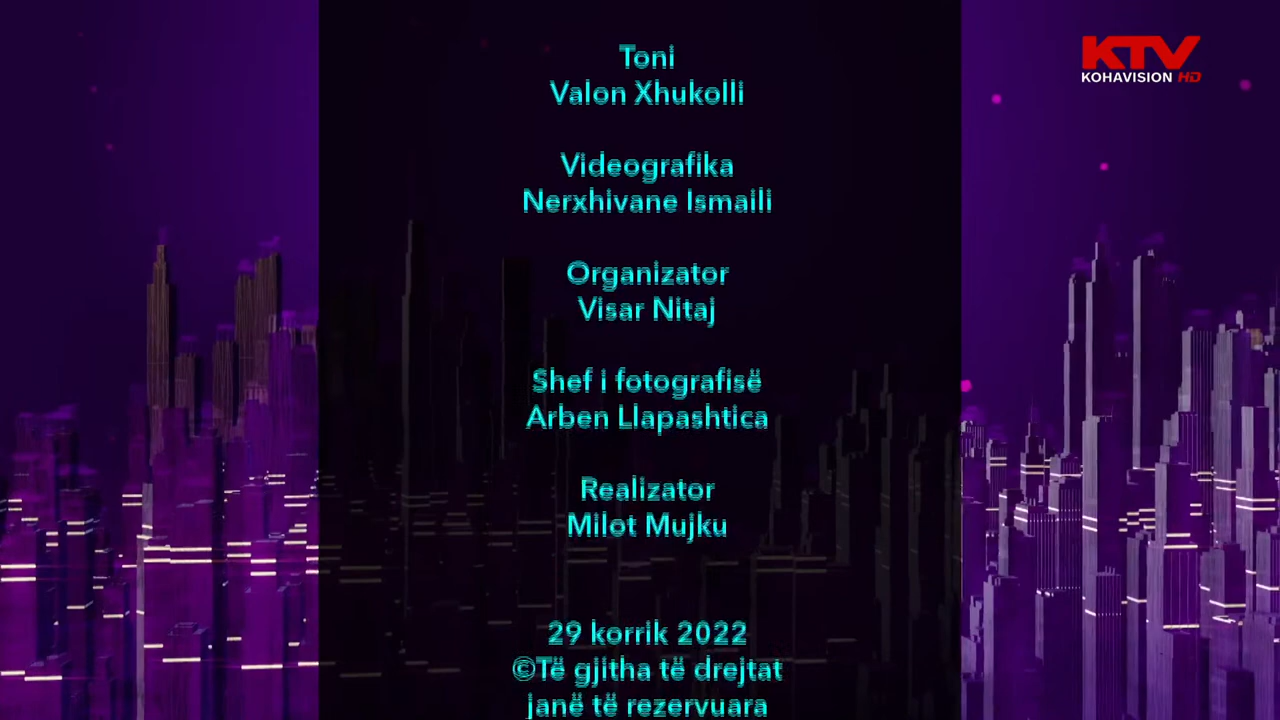 KTV
KOHAVISION HD
Toni
Valon Xhukolli
Videografika
Nerxhivane Ismaili
Organizator
Visar Nitaj
Shef i fotografisë
Arben Llapashtica
Realizator
Milot Mujku
29 korrik 2022
©Të gjitha të drejtat
janë të rezervuara